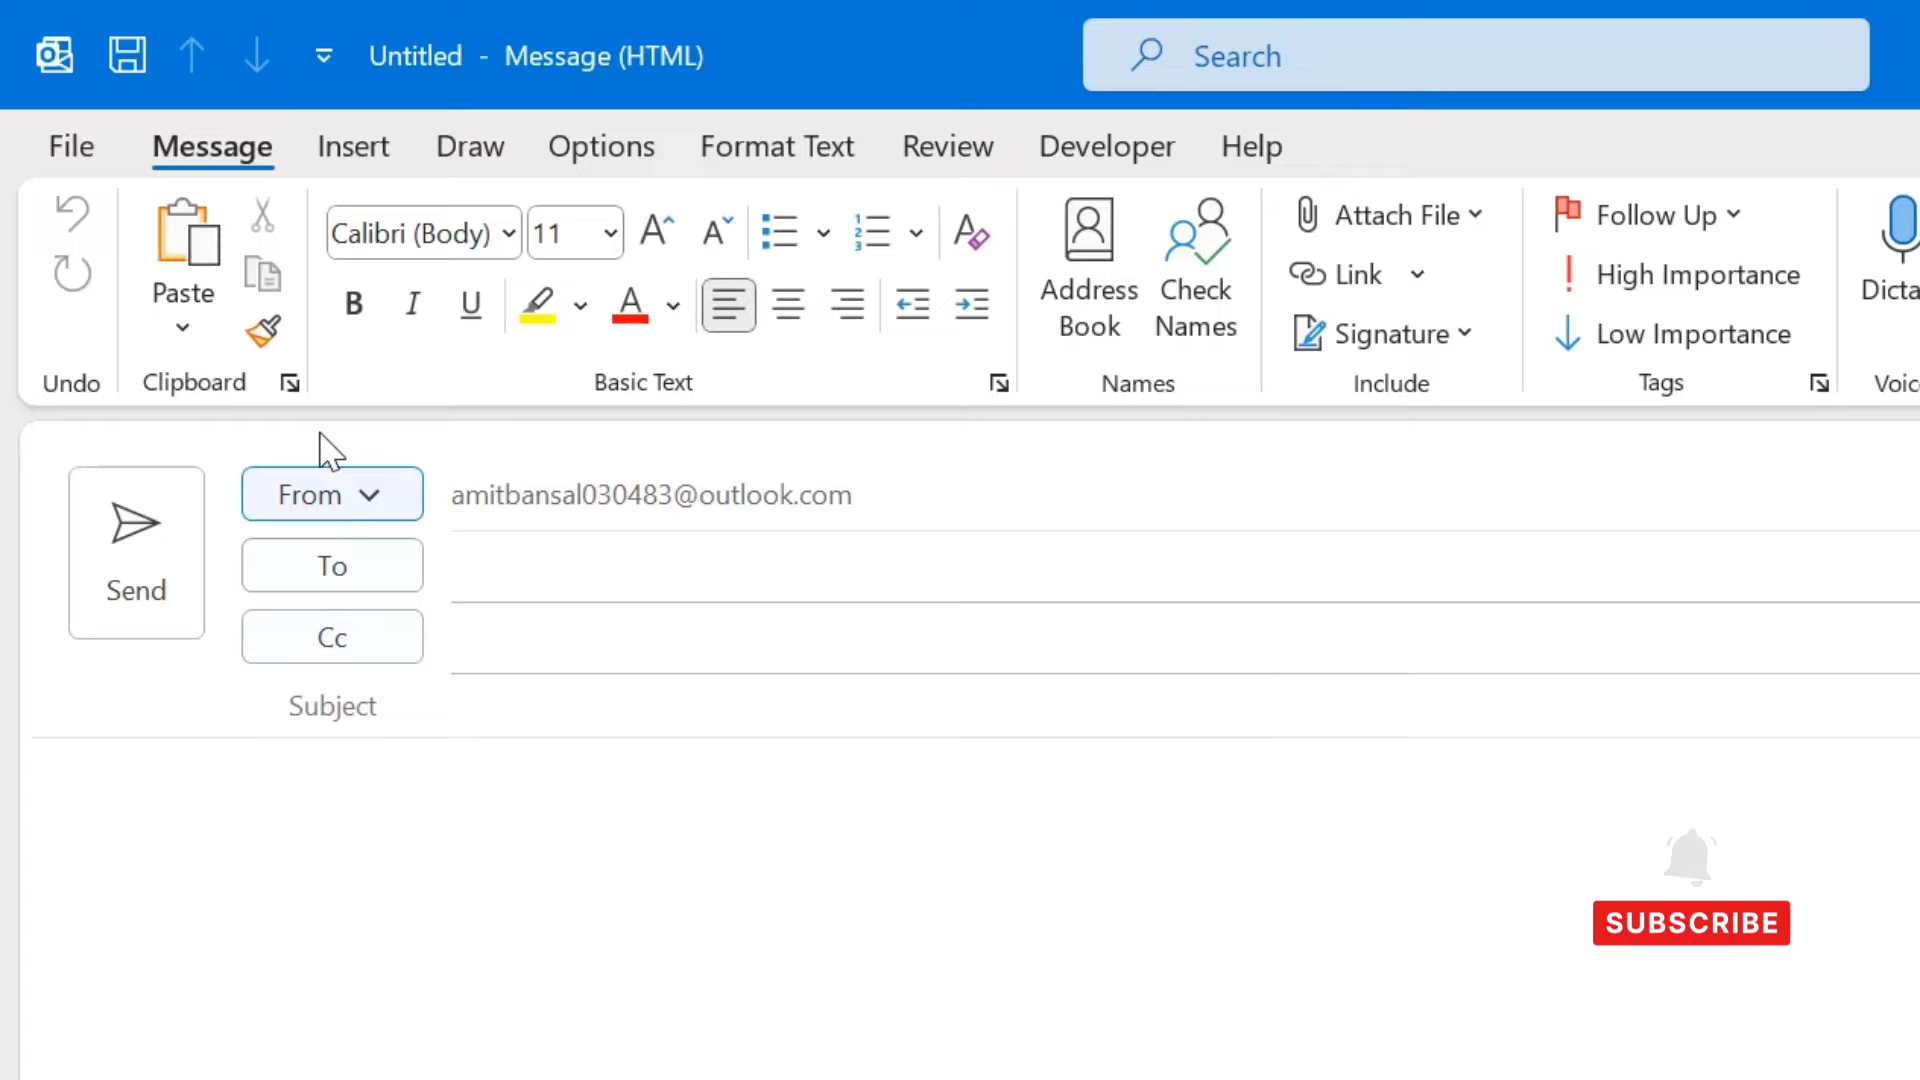 Untitled - Message (HTML)
Search
File Message Insert Draw Options Format Text Review Developer Help
Calibri (Body) 11
Attach File
Follow Up
Paste
Link
High Importance
B I U
Address Book
Check Names
Signature
Low Importance
Undo Clipboard Basic Text Names Include Tags
From amitbansal030483@outlook.com
To
Send
Cc
Subject
SUBSCRIBE